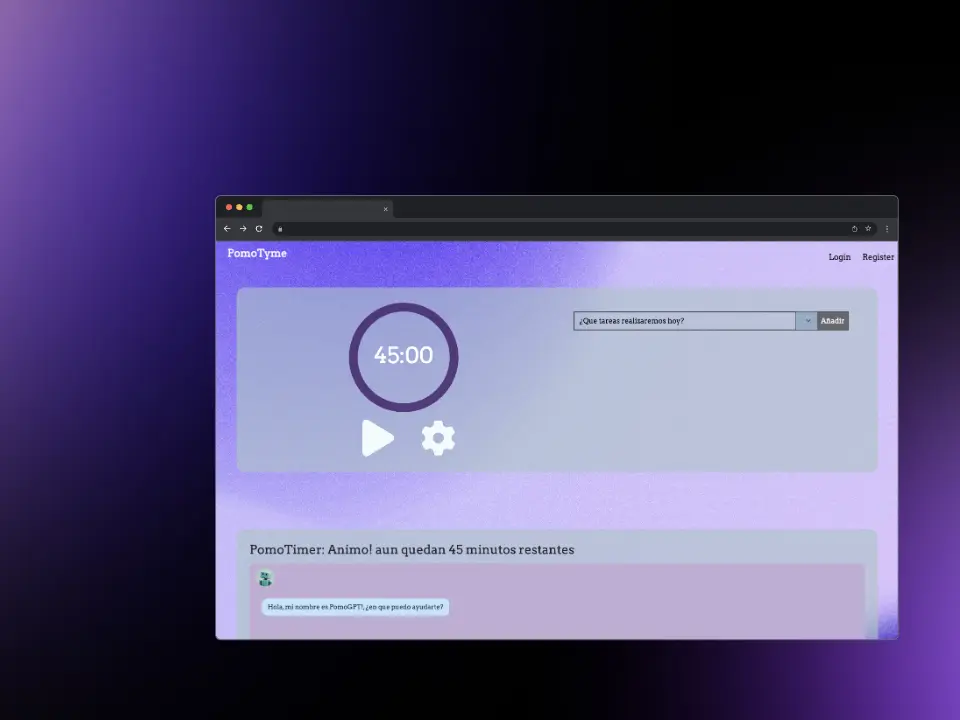 PomoTyme
Login Register
¿Que tareas realizaremos hoy?
Añadir
45:00
PomoTimer: Animo! aun quedan 45 minutos restantes
Hola, mi nombre es PomoGPT!, ¿en que puedo ayudarte?